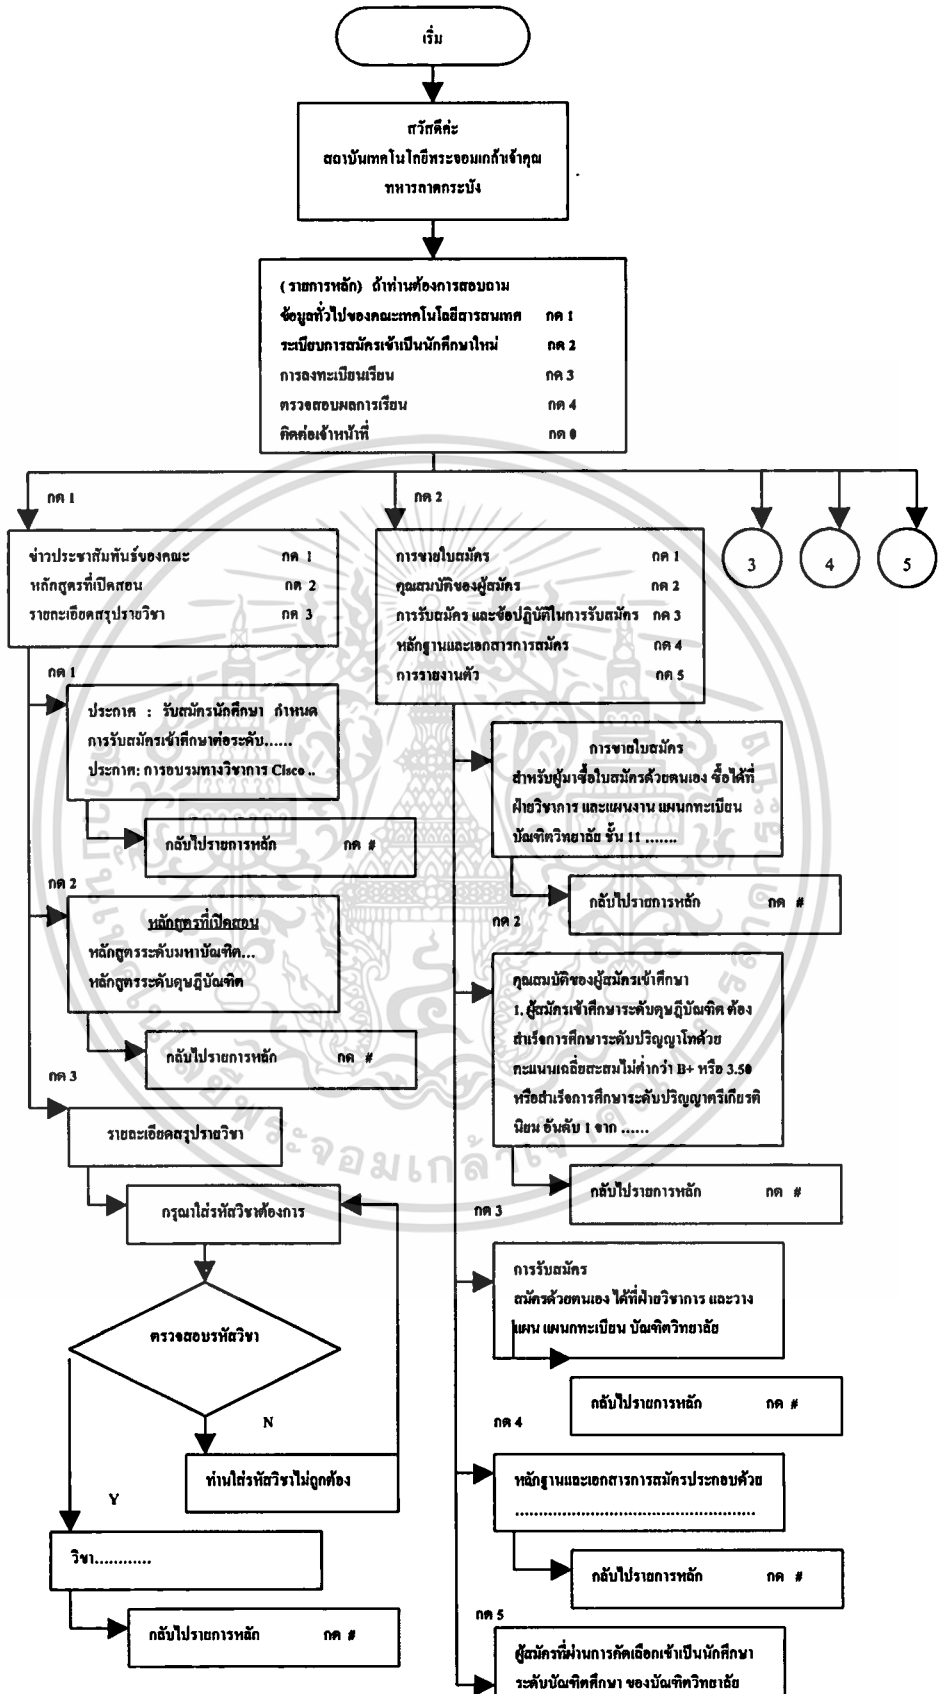 เริ่ม
สวัสดีค่ะ
สถาบันเทคโนโลยีพระจอมเกล้าเจ้าคุณ
ทหารลาดกระบัง
( รายการหลัก) ถ้าท่านต้องการสอบถาม
ข้อมูลทั่วไปของคณะเทคโนโลยีสารสนเทศ กด 1
ระเบียบการสมัครเข้าเป็นนักศึกษาใหม่ กด 2
การลงทะเบียนเรียน กด 3
ตรวจสอบผลการเรียน กด 4
ติดต่อเจ้าหน้าที่ กด 0
กด 1
ข่าวประชาสัมพันธ์ของคณะ กด 1
หลักสูตรที่เปิดสอน กด 2
รายละเอียดสรุปรายวิชา กด 3
กด 1
ประกาศ : รับสมัครนักศึกษา กำหนด
การรับสมัครเข้าศึกษาต่อระดับ......
ประกาศ: การอบรมทางวิชาการ Cisco ..
กลับไปรายการหลัก กด #
กด 2
หลักสูตรที่เปิดสอน
หลักสูตรระดับมหาบัณฑิต...
หลักสูตรระดับดุษฎีบัณฑิต
กลับไปรายการหลัก กด #
กด 3
รายละเอียดสรุปรายวิชา
กรุณาใส่รหัสวิชาต้องการ
ตรวจสอบรหัสวิชา
N
ท่านใส่รหัสวิชาไม่ถูกต้อง
Y
วิชา............
กลับไปรายการหลัก กด #
กด 2
การขายใบสมัคร กด 1
คุณสมบัติของผู้สมัคร กด 2
การรับสมัคร และข้อปฏิบัติในการรับสมัคร กด 3
หลักฐานและเอกสารการสมัคร กด 4
การรายงานตัว กด 5
การขายใบสมัคร
สำหรับผู้มาซื้อใบสมัครด้วยตนเอง ซื้อได้ที่
ฝ่ายวิชาการ และแผนงาน แผนกทะเบียน
บัณฑิตวิทยาลัย ชั้น 11 .......
กลับไปรายการหลัก กด #
กด 2
คุณสมบัติของผู้สมัครเข้าศึกษา
1. ผู้สมัครเข้าศึกษาระดับดุษฎีบัณฑิต ต้อง
สำเร็จการศึกษาระดับปริญญาโทด้วย
คะแนนเฉลี่ยสะสมไม่ต่ำกว่า B+ หรือ 3.50
หรือสำเร็จการศึกษาระดับปริญญาตรีเกียรติ
นิยม อันดับ 1 จาก ......
กลับไปรายการหลัก กด #
กด 3
การรับสมัคร
สมัครด้วยตนเอง ได้ที่ฝ่ายวิชาการ และวาง
แผน แผนกทะเบียน บัณฑิตวิทยาลัย
กลับไปรายการหลัก กด #
กด 4
หลักฐานและเอกสารการสมัครประกอบด้วย
....................................................
กลับไปรายการหลัก กด #
กด 5
ผู้สมัครที่ผ่านการคัดเลือกเข้าเป็นนักศึกษา
ระดับบัณฑิตศึกษา ของบัณฑิตวิทยาลัย
3
4
5